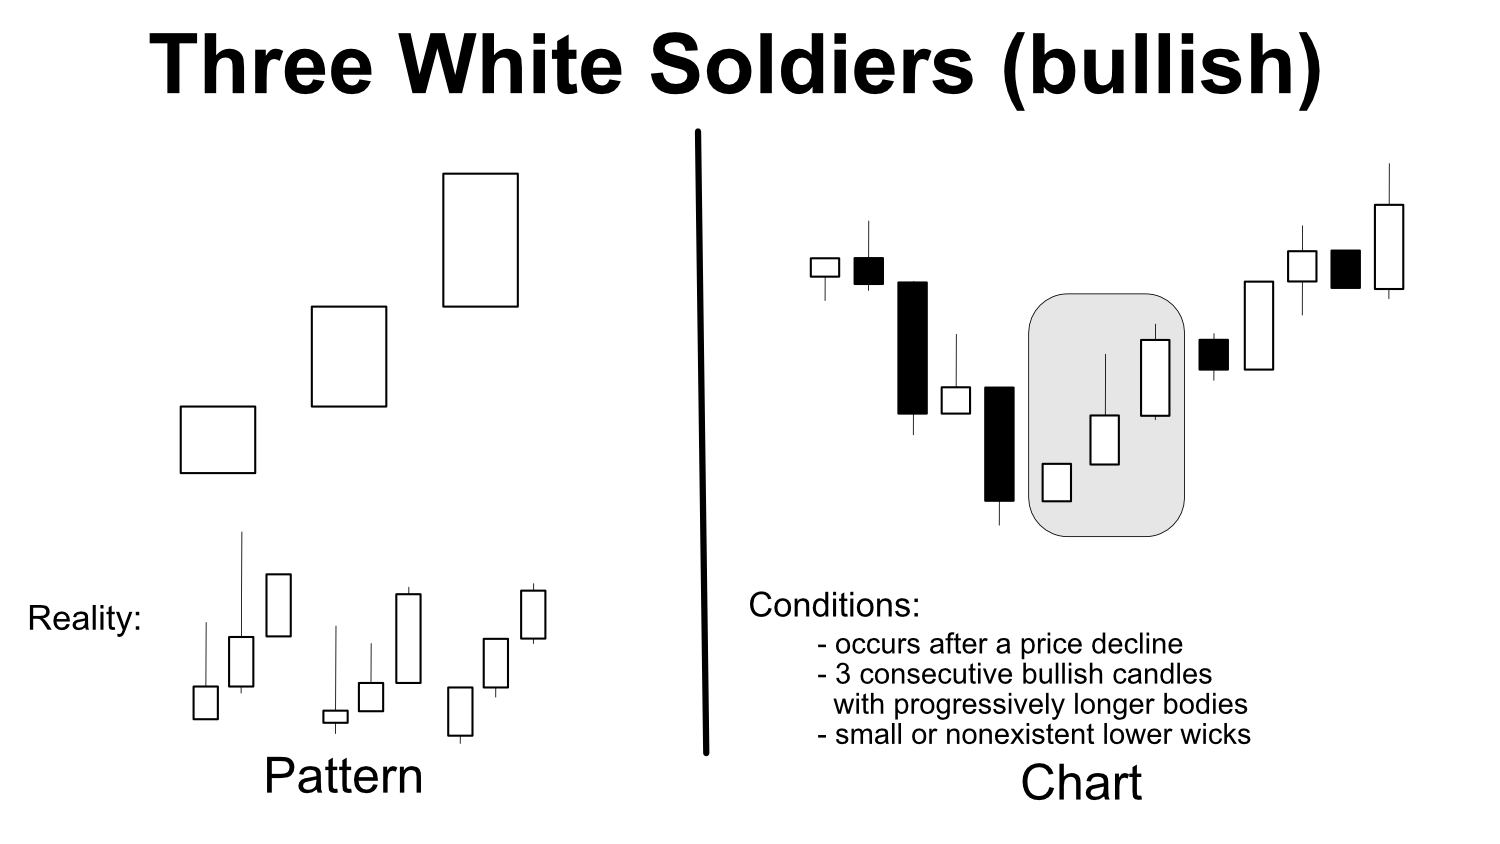 Three White Soldiers (bullish)
Reality:
Pattern
Conditions:
- occurs after a price decline
- 3 consecutive bullish candles
with progressively longer bodies
- small or nonexistent lower wicks
Chart